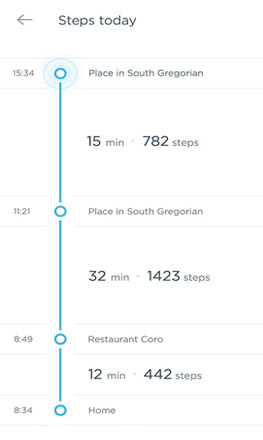 Steps today
15:34 Place in South Gregorian
15 min · 782 steps
11:21 Place in South Gregorian
32 min · 1423 steps
8:49 Restaurant Coro
12 min · 442 steps
8:34 Home